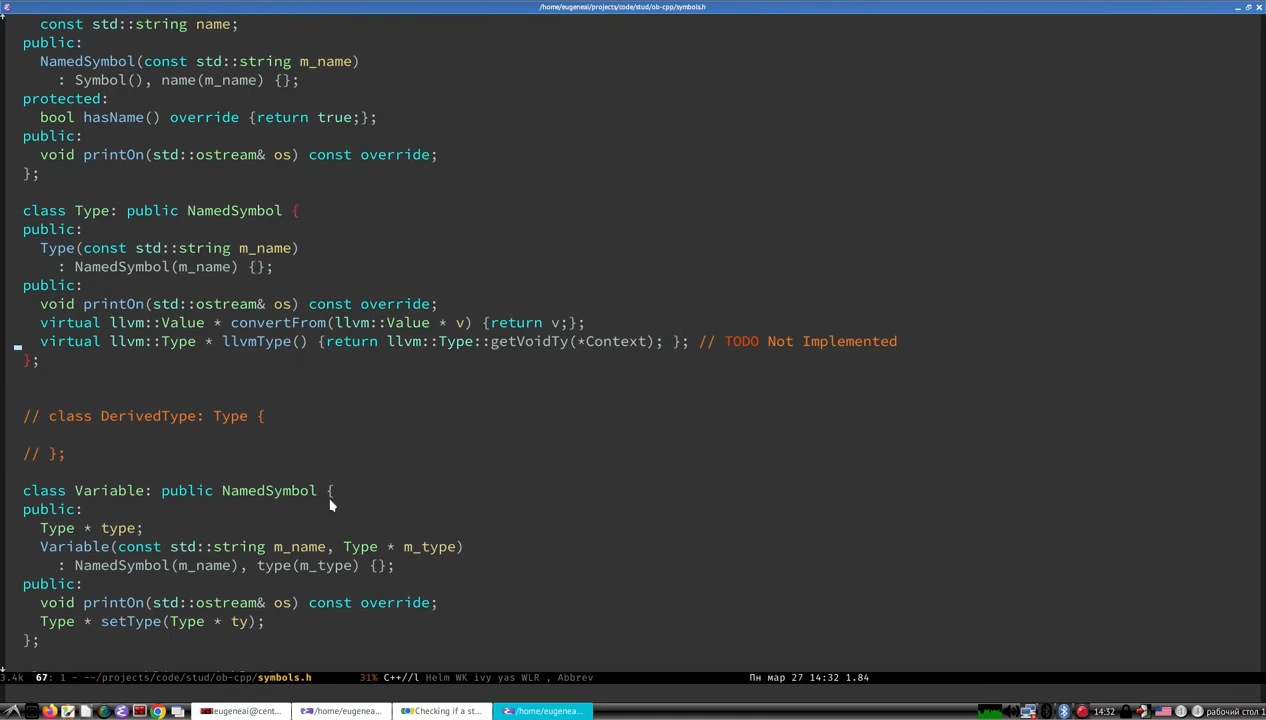 /home/eugeneai/projects/code/stud/ob-cpp/symbols.h
const std::string name;
public:
NamedSymbol(const std::string m_name)
: Symbol(), name(m_name) {};
protected:
bool hasName() override {return true;};
public:
void printOn(std::ostream& os) const override;
};
class Type: public NamedSymbol {
public:
Type(const std::string m_name)
: NamedSymbol(m_name) {};
public:
void printOn(std::ostream& os) const override;
virtual llvm::Value * convertFrom(llvm::Value * v) {return v;};
virtual llvm::Type * llvmType() {return llvm::Type::getVoidTy(*Context); }; // TODO Not Implemented
};
// class DerivedType: Type {
// };
class Variable: public NamedSymbol {
public:
Type * type;
Variable(const std::string m_name, Type * m_type)
: NamedSymbol(m_name), type(m_type) {};
public:
void printOn(std::ostream& os) const override;
Type * setType(Type * ty);
};
3.4k 67: 1 - ~~/projects/code/stud/ob-cpp/symbols.h 31% C++//l Helm WK ivy yas WLR , Abbrev Пн мар 27 14:32 1.84
eugeneai@cent... /home/eugenea... Checking if a st... /home/eugenea... 14:32 рабочий стол 1